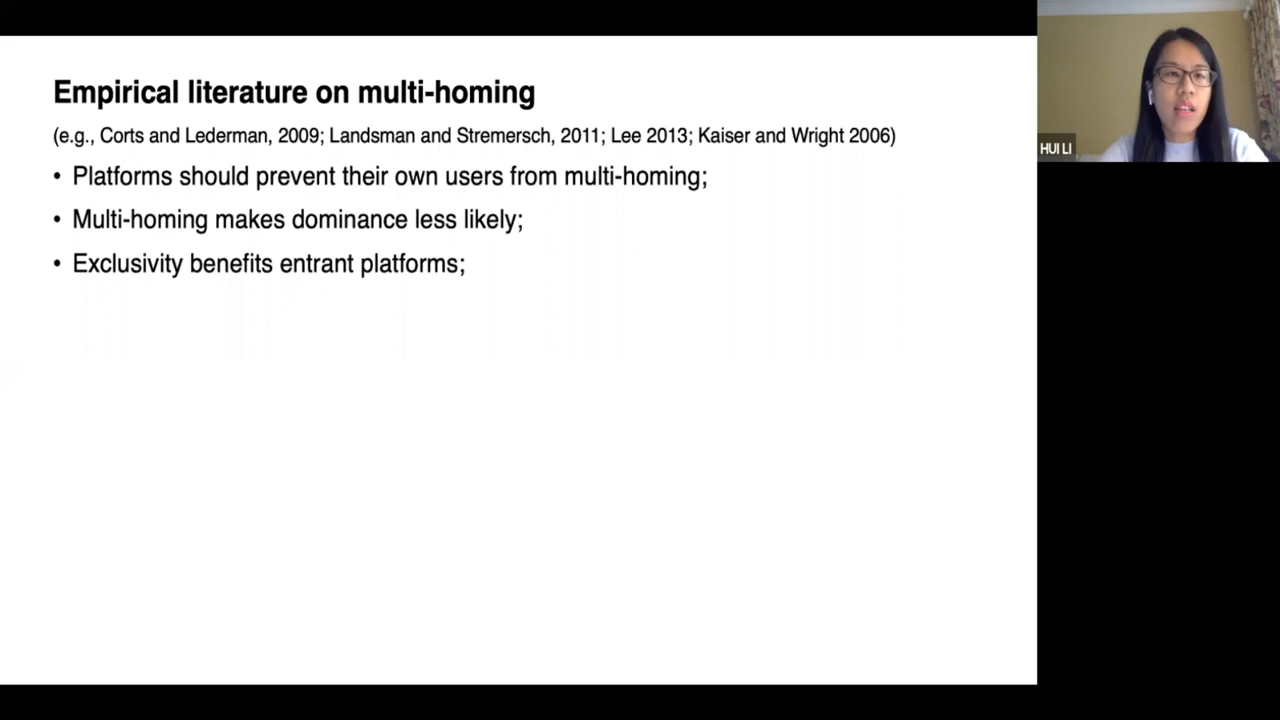 Empirical literature on multi-homing
(e.g., Corts and Lederman, 2009; Landsman and Stremersch, 2011; Lee 2013; Kaiser and Wright 2006)
• Platforms should prevent their own users from multi-homing;
• Multi-homing makes dominance less likely;
• Exclusivity benefits entrant platforms;
HUI LI